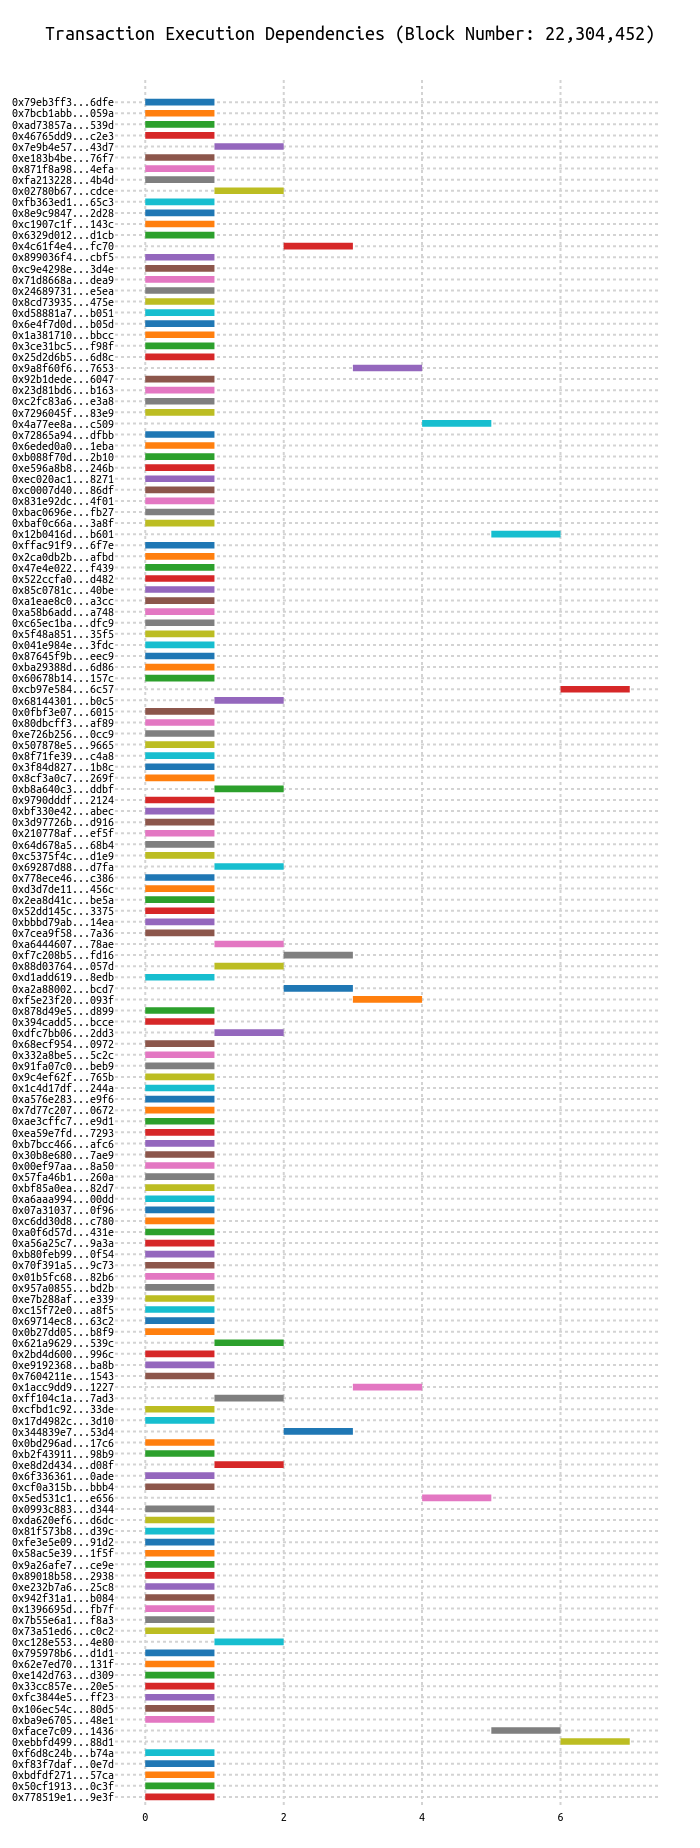 Transaction Execution Dependencies (Block Number: 22,304,452)
0x79eb3ff3...6dfe
0x7bcb1abb...059a
0xad73857a...539d
0x46765dd9...c2e3
0x7e9b4e57...43d7
0xe183b4be...76f7
0x871f8a98...4efa
0xfa213228...4b4d
0x02780b67...cdce
0xfb363ed1...65c3
0x8e9c9847...2d28
0xc1907c1f...143c
0x6329d012...d1cb
0x4c61f4e4...fc70
0x899036f4...cbf5
0xc9e4298e...3d4e
0x71d8668a...dea9
0x24689731...e5ea
0x8cd73935...475e
0xd58881a7...b051
0x6e4f7d0d...b05d
0x1a381710...bbcc
0x3ce31bc5...f98f
0x25d2d6b5...6d8c
0x9a8f60f6...7653
0x92b1dede...6047
0x23d81bd6...b163
0xc2fc83a6...e3a8
0x7296045f...83e9
0x4a77ee8a...c509
0x72865a94...dfbb
0x6eded0a0...1eba
0xb088f70d...2b10
0xe596a8b8...246b
0xec020ac1...8271
0xc0007d40...86df
0x831e92dc...4f01
0xbac0696e...fb27
0xbaf0c66a...3a8f
0x12b0416d...b601
0xffac91f9...6f7e
0x2ca0db2b...afbd
0x47e4e022...f439
0x522ccfa0...d482
0x85c0781c...40be
0xa1eae8c0...a3cc
0xa58b6add...a748
0xc65ec1ba...dfc9
0x5f48a851...35f5
0x041e984e...3fdc
0x87645f9b...eec9
0xba29388d...6d86
0x60678b14...157c
0xcb97e584...6c57
0x68144301...b0c5
0x0fbf3e07...6015
0x80dbcff3...af89
0xe726b256...0cc9
0x507878e5...9665
0x8f71fe39...c4a8
0x3f84d827...1b8c
0x8cf3a0c7...269f
0xb8a640c3...ddbf
0x9790dddf...2124
0xbf330e42...abec
0x3d97726b...d916
0x210778af...ef5f
0x64d678a5...68b4
0xc5375f4c...d1e9
0x69287d88...d7fa
0x778ece46...c386
0xd3d7de11...456c
0x2ea8d41c...be5a
0x52dd145c...3375
0xbbbd79ab...14ea
0x7cea9f58...7a36
0xa6444607...78ae
0xf7c208b5...fd16
0x88d03764...057d
0xd1add619...8edb
0xa2a88002...bcd7
0xf5e23f20...093f
0x878d49e5...d899
0x394cadd5...bcce
0xdfc7bb06...2dd3
0x68ecf954...0972
0x332a8be5...5c2c
0x91fa07c0...beb9
0x9c4ef62f...765b
0x1c4d17df...244a
0xa576e283...e9f6
0x7d77c207...0672
0xae3cffc7...e9d1
0xea59e7fd...7293
0xb7bcc466...afc6
0x30b8e680...7ae9
0x00ef97aa...8a50
0x57fa46b1...260a
0xbf85a0ea...82d7
0xa6aaa994...00dd
0x07a31037...0f96
0xc6dd30d8...c780
0xa0f6d57d...431e
0xa56a25c7...9a3a
0xb80feb99...0f54
0x70f391a5...9c73
0x01b5fc68...82b6
0x957a0855...bd2b
0xe7b288af...e339
0xc15f72e0...a8f5
0x69714ec8...63c2
0x0b27dd05...b8f9
0x621a9629...539c
0x2bd4d600...996c
0xe9192368...ba8b
0x7604211e...1543
0x1acc9dd9...1227
0xff104c1a...7ad3
0xcfbd1c92...33de
0x17d4982c...3d10
0x344839e7...53d4
0x0bd296ad...17c6
0xb2f43911...98b9
0xe8d2d434...d08f
0x6f336361...0ade
0xcf0a315b...bbb4
0x5ed531c1...e656
0x0993c883...d344
0xda620ef6...d6dc
0x81f573b8...d39c
0xfe3e5e09...91d2
0x58ac5e39...1f5f
0x9a26afe7...ce9e
0x89018b58...2938
0xe232b7a6...25c8
0x942f31a1...b084
0x1396695d...fb7f
0x7b55e6a1...f8a3
0x73a51ed6...c0c2
0xc128e553...4e80
0x795978b6...d1d1
0x62e7ed70...131f
0xe142d763...d309
0x33cc857e...20e5
0xfc3844e5...ff23
0x106ec54c...80d5
0xba9e6705...48e1
0xface7c09...1436
0xebbfd499...88d1
0xf6d8c24b...b74a
0xf83f7daf...0e7d
0xbdfdf271...57ca
0x50cf1913...0c3f
0x778519e1...9e3f
0 2 4 6